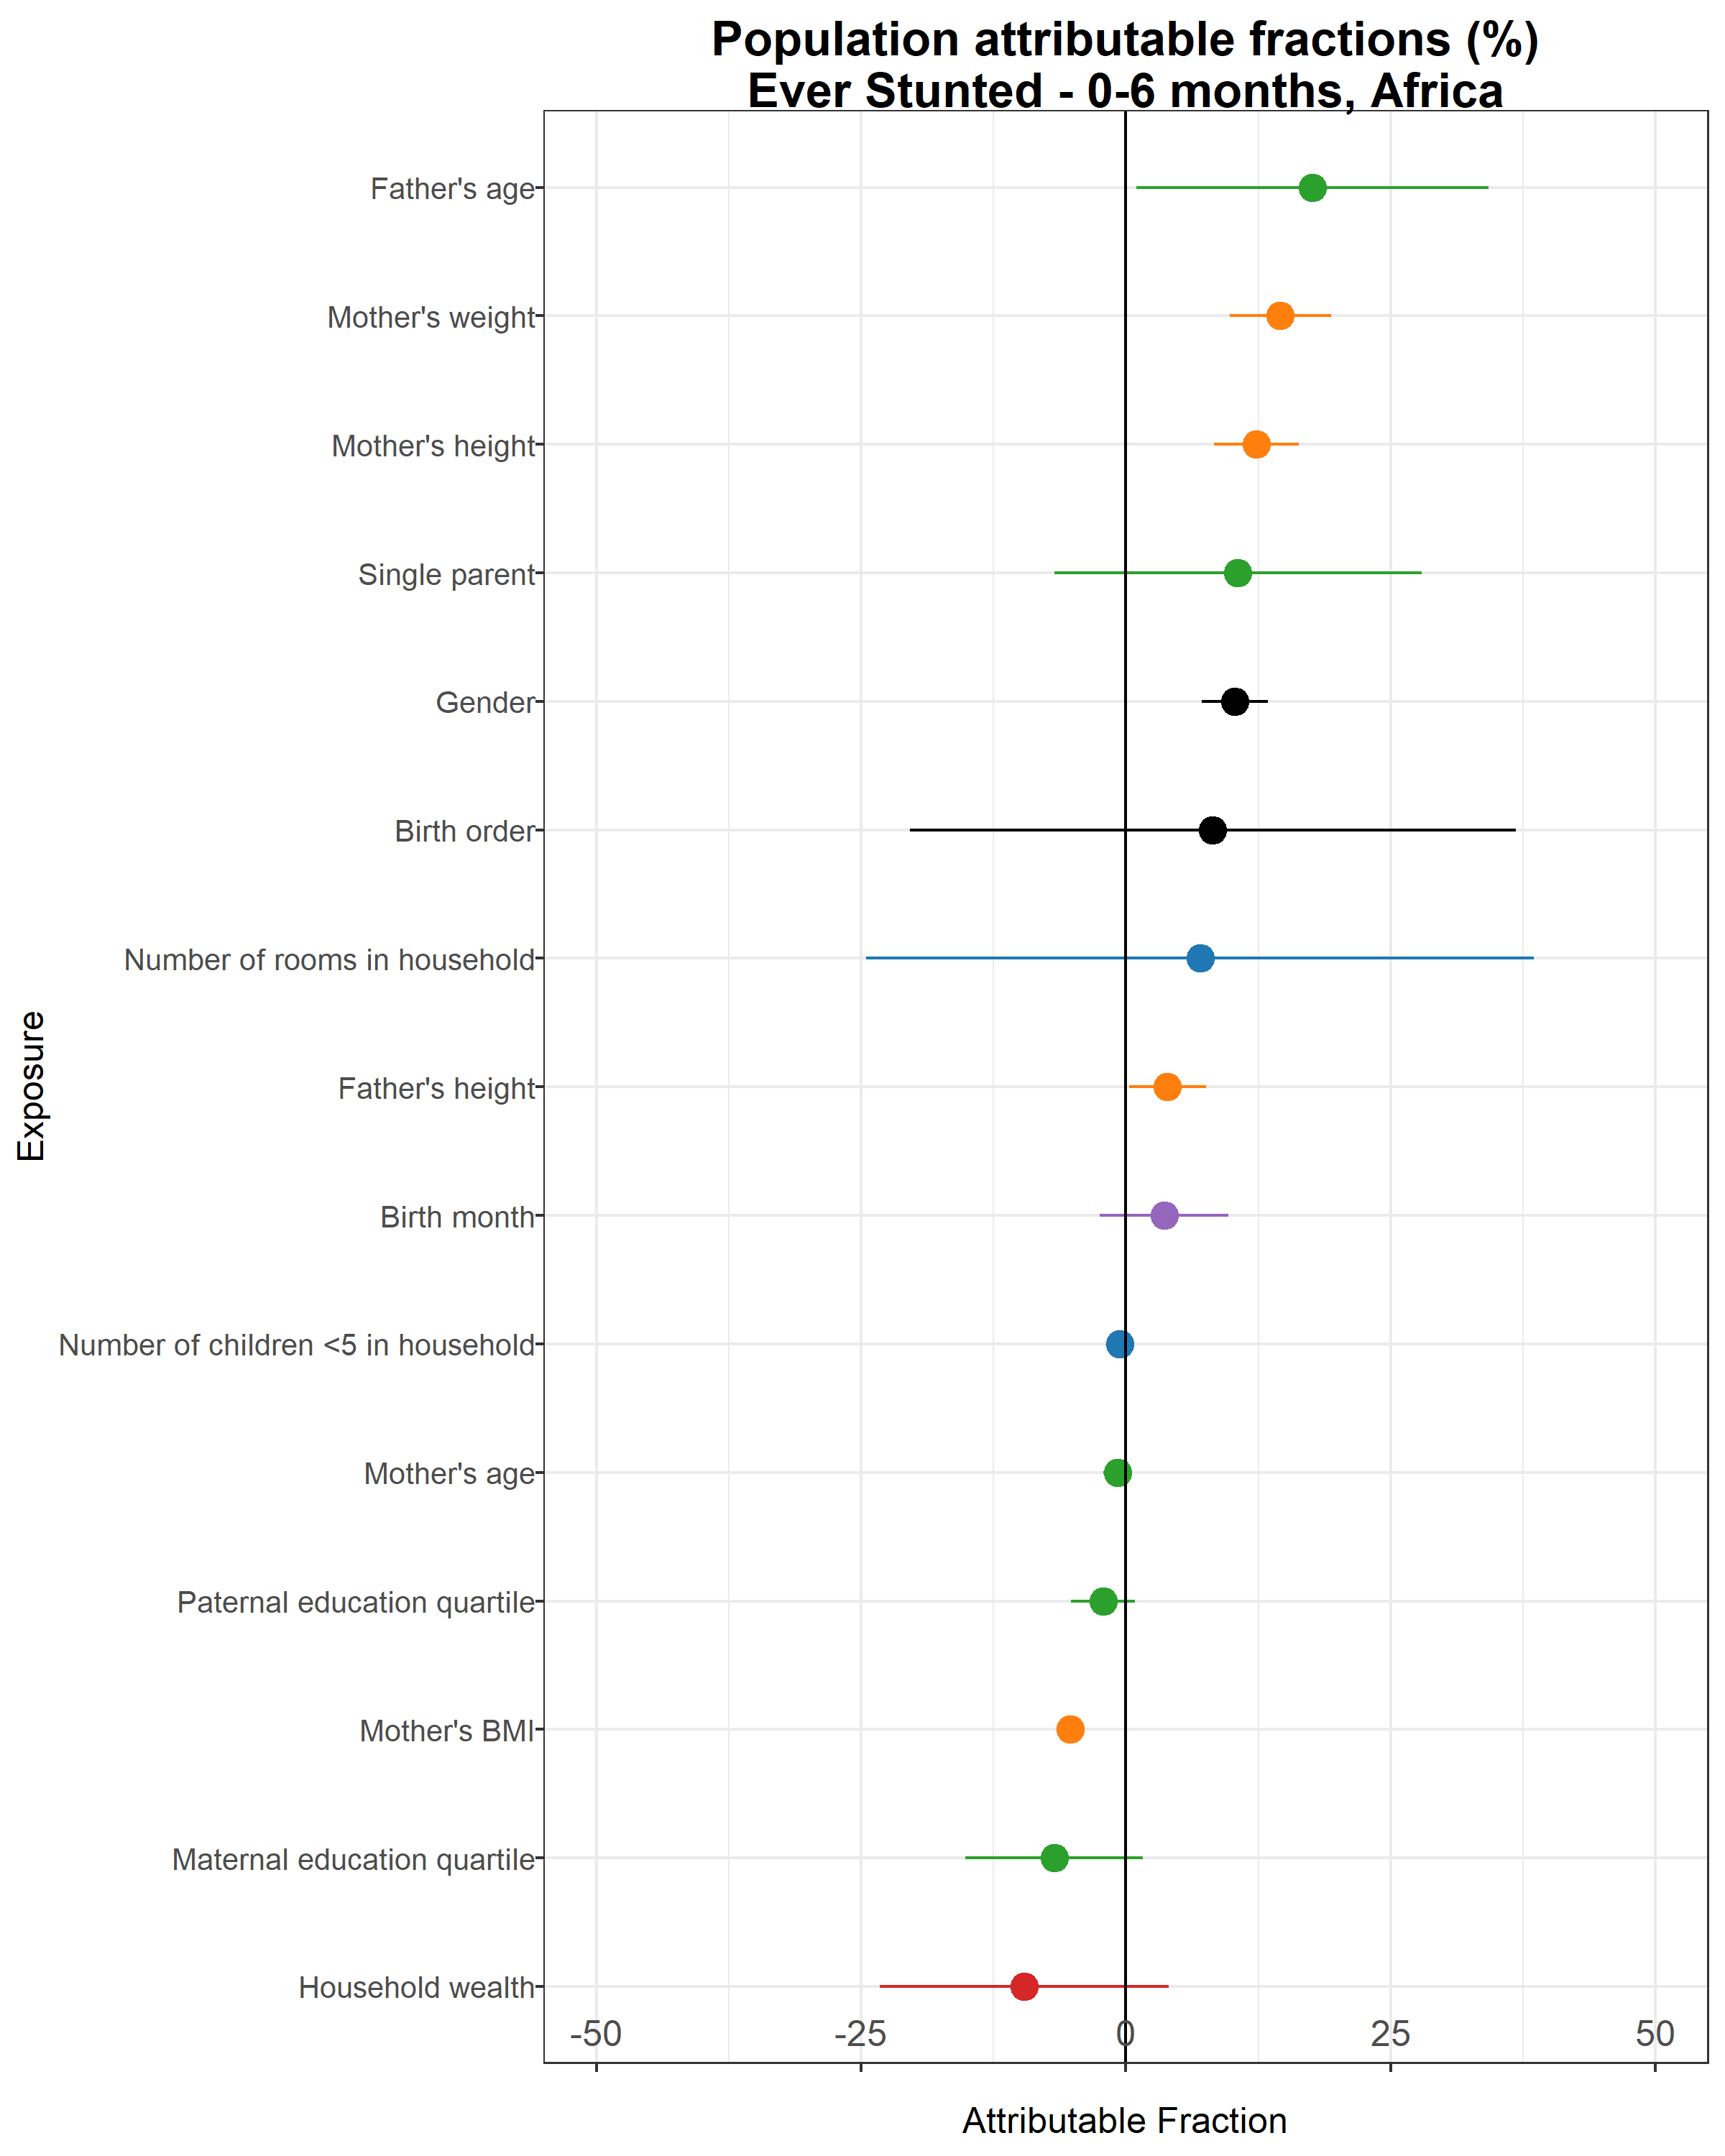 Population attributable fractions (%)
Ever Stunted - 0-6 months, Africa
Father's age
Mother's weight
Mother's height
Single parent
Gender
Birth order
Number of rooms in household
Father's height
Birth month
Number of children <5 in household
Mother's age
Paternal education quartile
Mother's BMI
Maternal education quartile
Household wealth
Exposure
-50 -25 0 25 50
Attributable Fraction